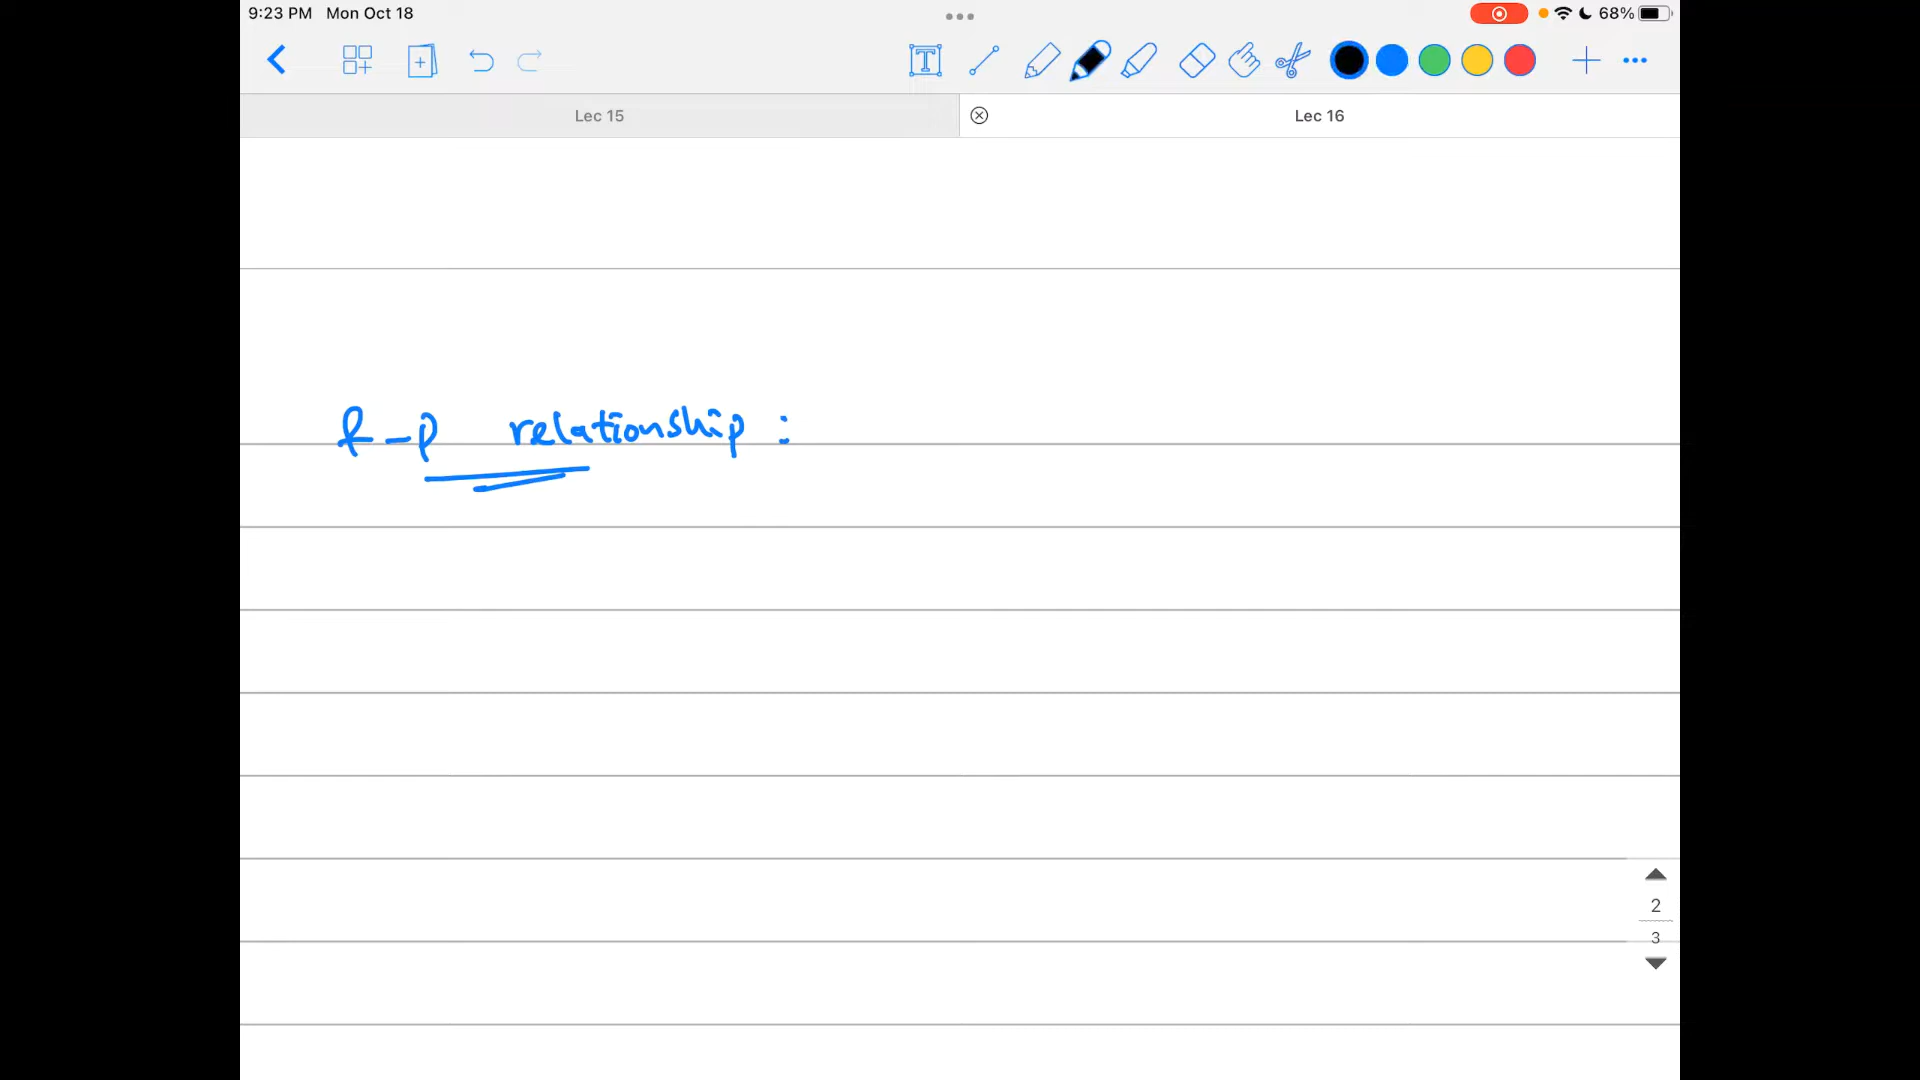 9:23 PM Mon Oct 18
68%
Lec 15
Lec 16
f-p relationship :
2
3